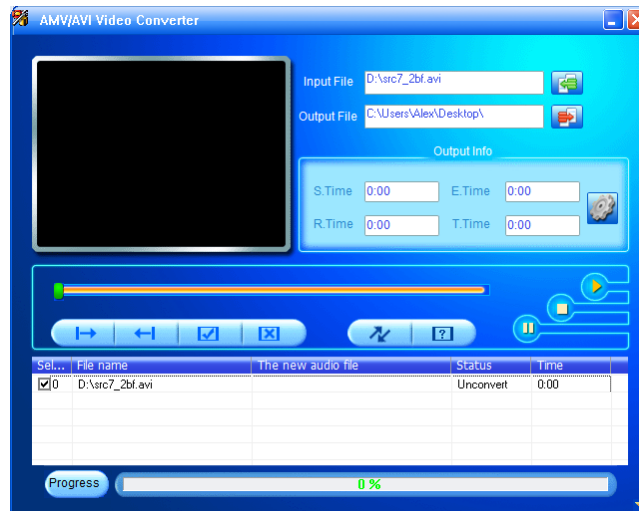 AMV/AVI Video Converter
Input File D:\src7_2bf.avi
Output File C:\Users\Alex\Desktop\
Output Info
S.Time 0:00 E.Time 0:00
R.Time 0:00 T.Time 0:00
?
Sel... File name The new audio file Status Time
0 D:\src7_2bf.avi Unconvert 0:00
Progress 0 %